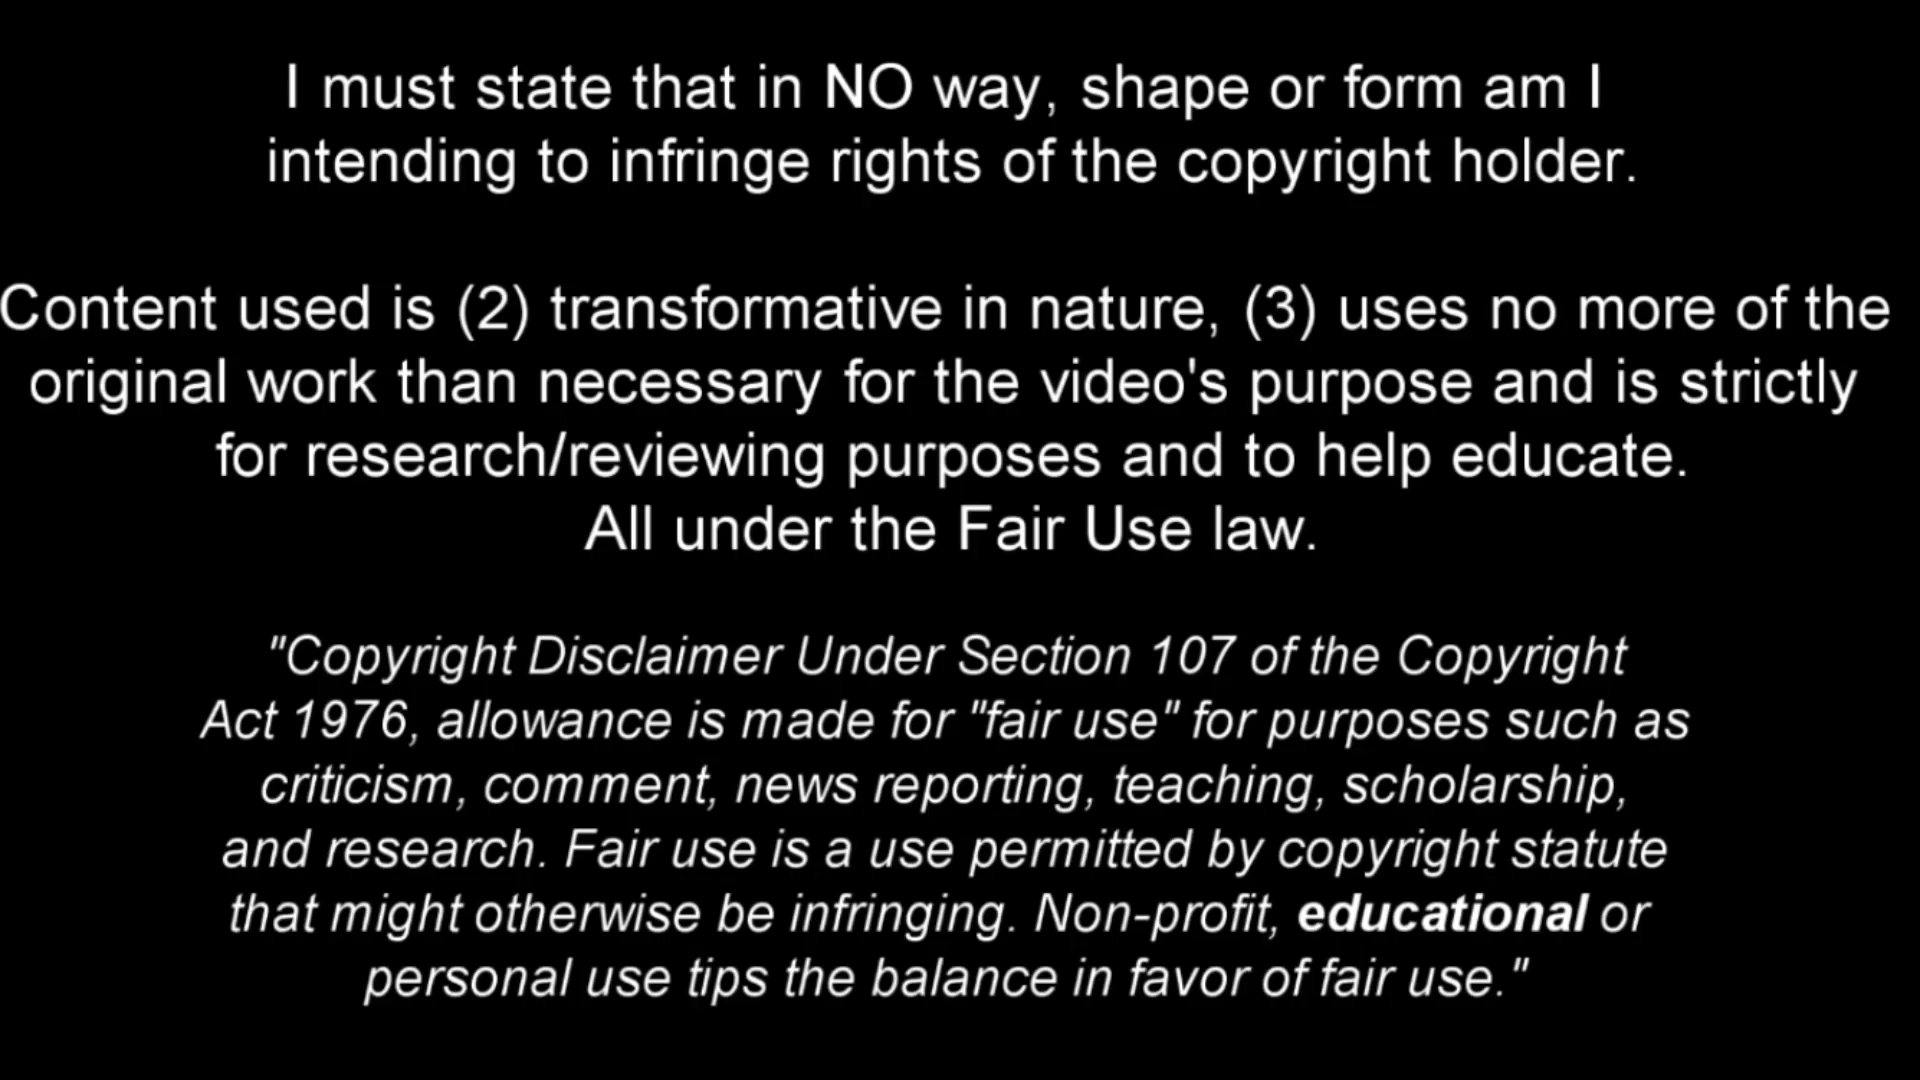 I must state that in NO way, shape or form am I
intending to infringe rights of the copyright holder.
Content used is (2) transformative in nature, (3) uses no more of the
original work than necessary for the video's purpose and is strictly
for research/reviewing purposes and to help educate.
All under the Fair Use law.
"Copyright Disclaimer Under Section 107 of the Copyright
Act 1976, allowance is made for "fair use" for purposes such as
criticism, comment, news reporting, teaching, scholarship,
and research. Fair use is a use permitted by copyright statute
that might otherwise be infringing. Non-profit, educational or
personal use tips the balance in favor of fair use."